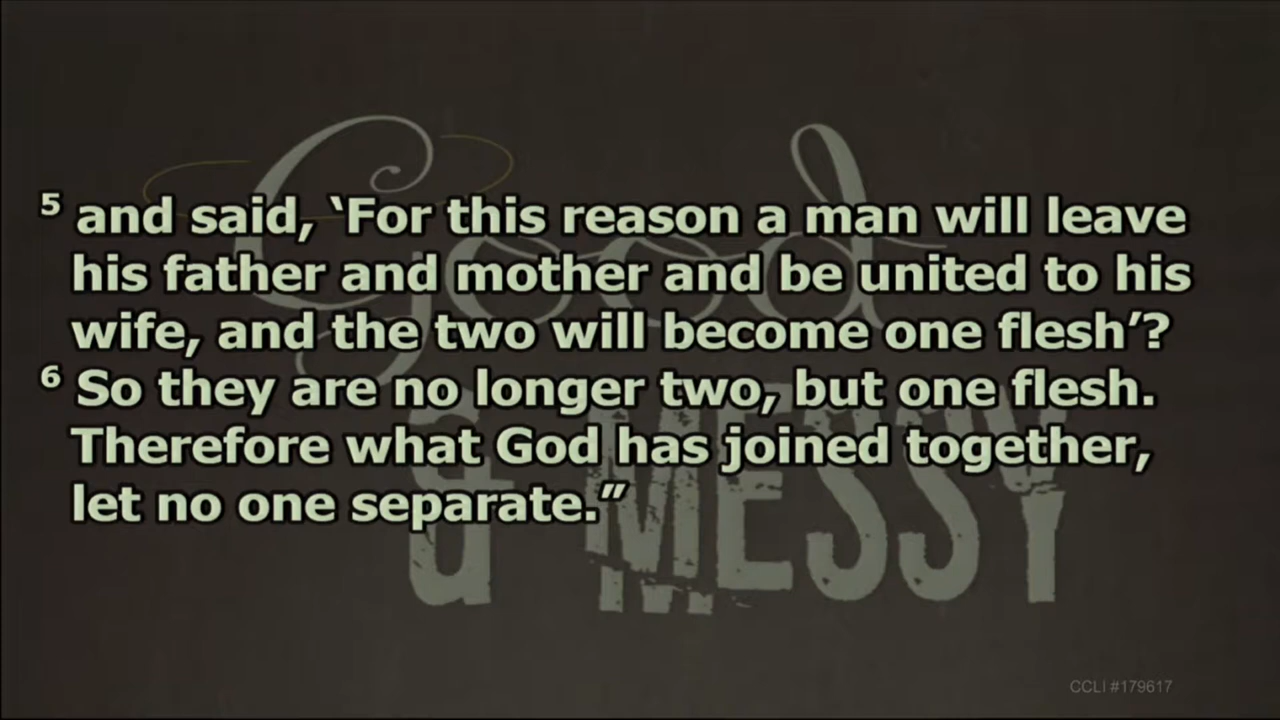 ⁵ and said, ‘For this reason a man will leave
his father and mother and be united to his
wife, and the two will become one flesh’?
⁶ So they are no longer two, but one flesh.
Therefore what God has joined together,
let no one separate.”
Good
& MESSY
CCLI #179617